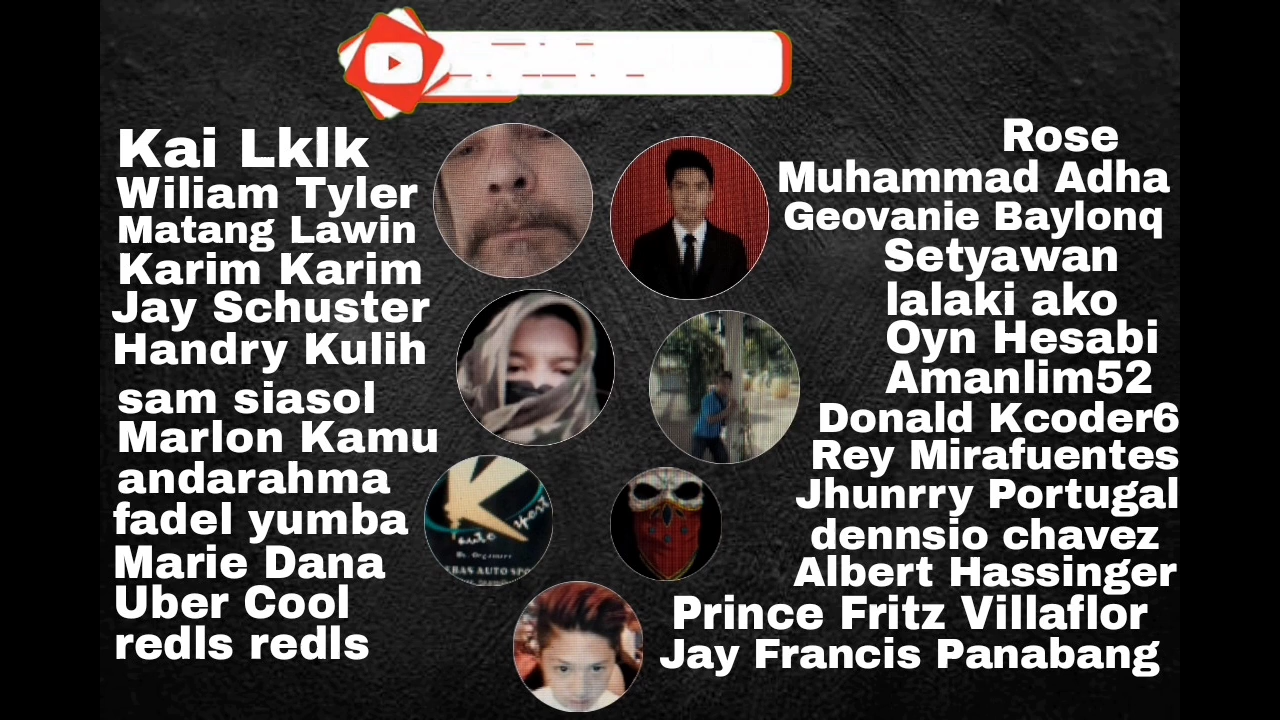 Kai Lklk
Wiliam Tyler
Matang Lawin
Karim Karim
Jay Schuster
Handry Kulih
sam siasol
Marlon Kamu
andarahma
fadel yumba
Marie Dana
Uber Cool
redls redls
Rose
Muhammad Adha
Geovanie Baylonq
Setyawan
lalaki ako
Oyn Hesabi
Amanlim52
Donald Kcoder6
Rey Mirafuentes
Jhunrry Portugal
dennsio chavez
Albert Hassinger
Prince Fritz Villaflor
Jay Francis Panabang
auto